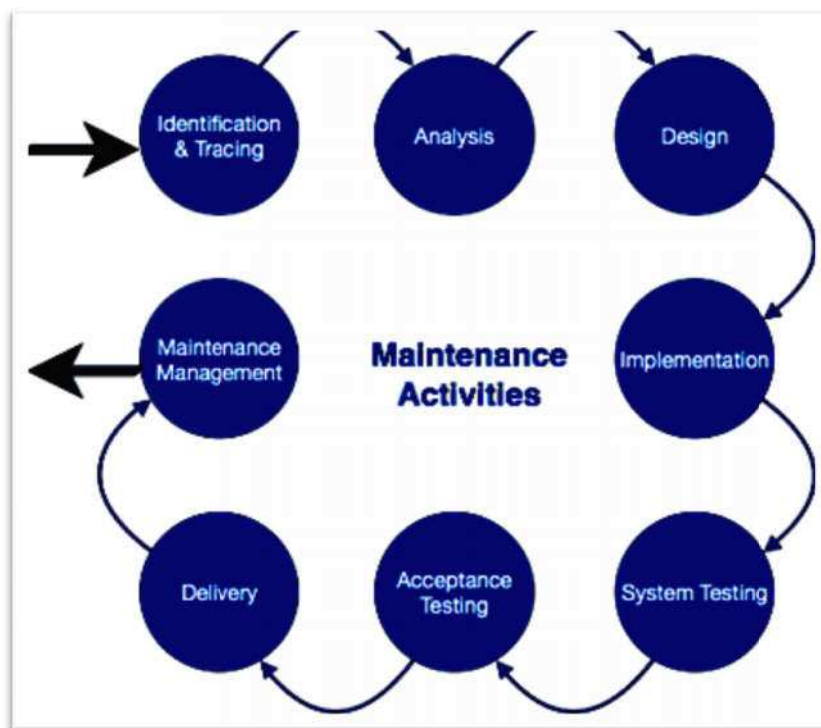 Identification
& Tracing
Analysis
Design
Implementation
System Testing
Acceptance
Testing
Delivery
Maintenance
Management
Maintenance
Activities